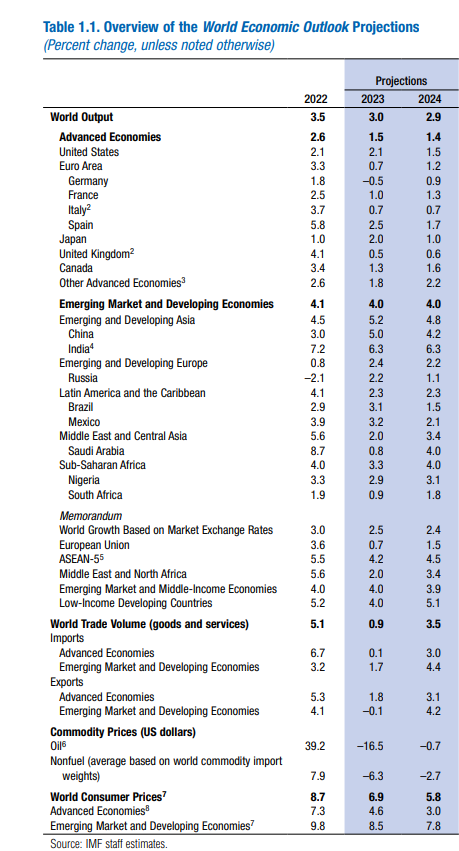 Table 1.1. Overview of the World Economic Outlook Projections
(Percent change, unless noted otherwise)
Projections
2022 2023 2024
World Output 3.5 3.0 2.9
Advanced Economies 2.6 1.5 1.4
United States 2.1 2.1 1.5
Euro Area 3.3 0.7 1.2
Germany 1.8 –0.5 0.9
France 2.5 1.0 1.3
Italy² 3.7 0.7 0.7
Spain 5.8 2.5 1.7
Japan 1.0 2.0 1.0
United Kingdom² 4.1 0.5 0.6
Canada 3.4 1.3 1.6
Other Advanced Economies³ 2.6 1.8 2.2
Emerging Market and Developing Economies 4.1 4.0 4.0
Emerging and Developing Asia 4.5 5.2 4.8
China 3.0 5.0 4.2
India⁴ 7.2 6.3 6.3
Emerging and Developing Europe 0.8 2.4 2.2
Russia –2.1 2.2 1.1
Latin America and the Caribbean 4.1 2.3 2.3
Brazil 2.9 3.1 1.5
Mexico 3.9 3.2 2.1
Middle East and Central Asia 5.6 2.0 3.4
Saudi Arabia 8.7 0.8 4.0
Sub-Saharan Africa 4.0 3.3 4.0
Nigeria 3.3 2.9 3.1
South Africa 1.9 0.9 1.8
Memorandum
World Growth Based on Market Exchange Rates 3.0 2.5 2.4
European Union 3.6 0.7 1.5
ASEAN-5⁵ 5.5 4.2 4.5
Middle East and North Africa 5.6 2.0 3.4
Emerging Market and Middle-Income Economies 4.0 4.0 3.9
Low-Income Developing Countries 5.2 4.0 5.1
World Trade Volume (goods and services) 5.1 0.9 3.5
Imports
Advanced Economies 6.7 0.1 3.0
Emerging Market and Developing Economies 3.2 1.7 4.4
Exports
Advanced Economies 5.3 1.8 3.1
Emerging Market and Developing Economies 4.1 –0.1 4.2
Commodity Prices (US dollars)
Oil⁶ 39.2 –16.5 –0.7
Nonfuel (average based on world commodity import
weights) 7.9 –6.3 –2.7
World Consumer Prices⁷ 8.7 6.9 5.8
Advanced Economies⁸ 7.3 4.6 3.0
Emerging Market and Developing Economies⁷ 9.8 8.5 7.8
Source: IMF staff estimates.